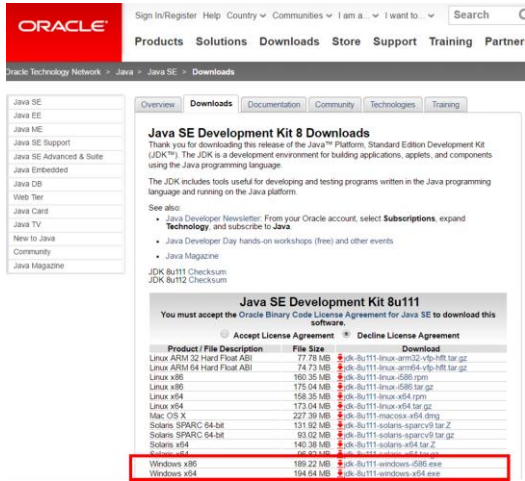 ORACLE
Sign In/Register Help Country Communities I am a... I want to... Search
Products Solutions Downloads Store Support Training Partner
Oracle Technology Network > Java > Java SE > Downloads
Java SE
Java EE
Java ME
Java SE Support
Java SE Advanced & Suite
Java Embedded
Java DB
Web Tier
Java Card
Java TV
New to Java
Community
Java Magazine
Overview Downloads Documentation Community Technologies Training
Java SE Development Kit 8 Downloads
Thank you for downloading this release of the Java™ Platform, Standard Edition Development Kit
(JDK™). The JDK is a development environment for building applications, applets, and components
using the Java programming language.
The JDK includes tools useful for developing and testing programs written in the Java programming
language and running on the Java platform.
See also:
Java Developer Newsletter: From your Oracle account, select Subscriptions, expand
Technology, and subscribe to Java.
Java Developer Day hands-on workshops (free) and other events
Java Magazine
JDK 8u111 Checksum
JDK 8u112 Checksum
Java SE Development Kit 8u111
You must accept the Oracle Binary Code License Agreement for Java SE to download this
software.
Accept License Agreement Decline License Agreement
Product / File Description File Size Download
Linux ARM 32 Hard Float ABI 77.78 MB jdk-8u111-linux-arm32-vfp-hflt.tar.gz
Linux ARM 64 Hard Float ABI 74.73 MB jdk-8u111-linux-arm64-vfp-hflt.tar.gz
Linux x86 160.35 MB jdk-8u111-linux-i586.rpm
Linux x86 175.04 MB jdk-8u111-linux-i586.tar.gz
Linux x64 158.35 MB jdk-8u111-linux-x64.rpm
Linux x64 173.04 MB jdk-8u111-linux-x64.tar.gz
Mac OS X 227.39 MB jdk-8u111-macosx-x64.dmg
Solaris SPARC 64-bit 131.92 MB jdk-8u111-solaris-sparcv9.tar.Z
Solaris SPARC 64-bit 93.02 MB jdk-8u111-solaris-sparcv9.tar.gz
Solaris x64 140.38 MB jdk-8u111-solaris-x64.tar.Z
Solaris x64 96.82 MB jdk-8u111-solaris-x64.tar.gz
Windows x86 189.22 MB jdk-8u111-windows-i586.exe
Windows x64 194.64 MB jdk-8u111-windows-x64.exe